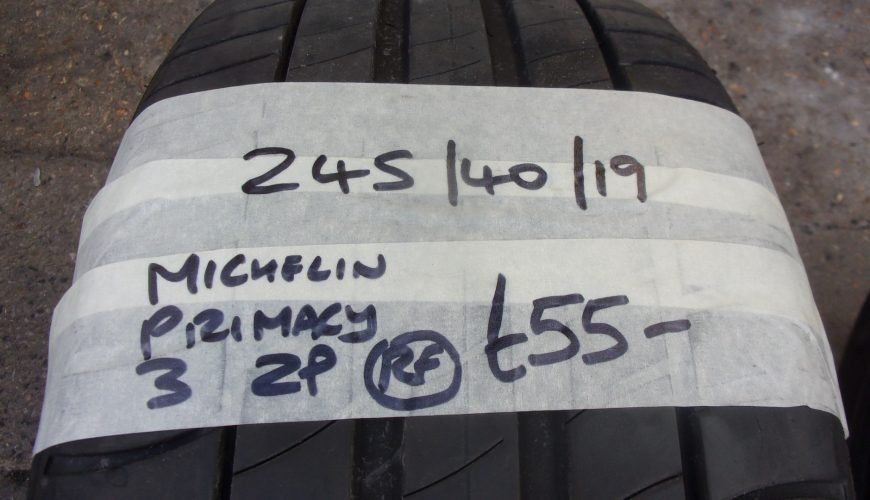 245/40/19
MICHELIN
PRIMACY
3 ZP RF £55-